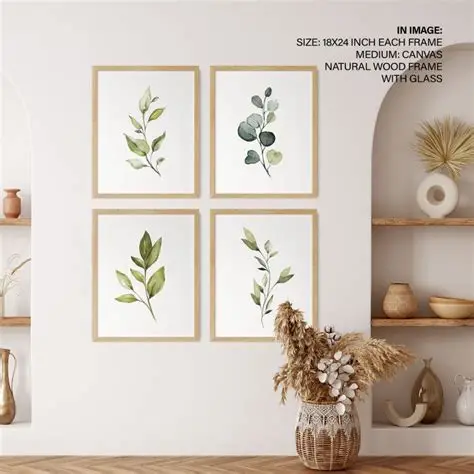 IN IMAGE:
SIZE: 18X24 INCH EACH FRAME
MEDIUM: CANVAS
NATURAL WOOD FRAME
WITH GLASS